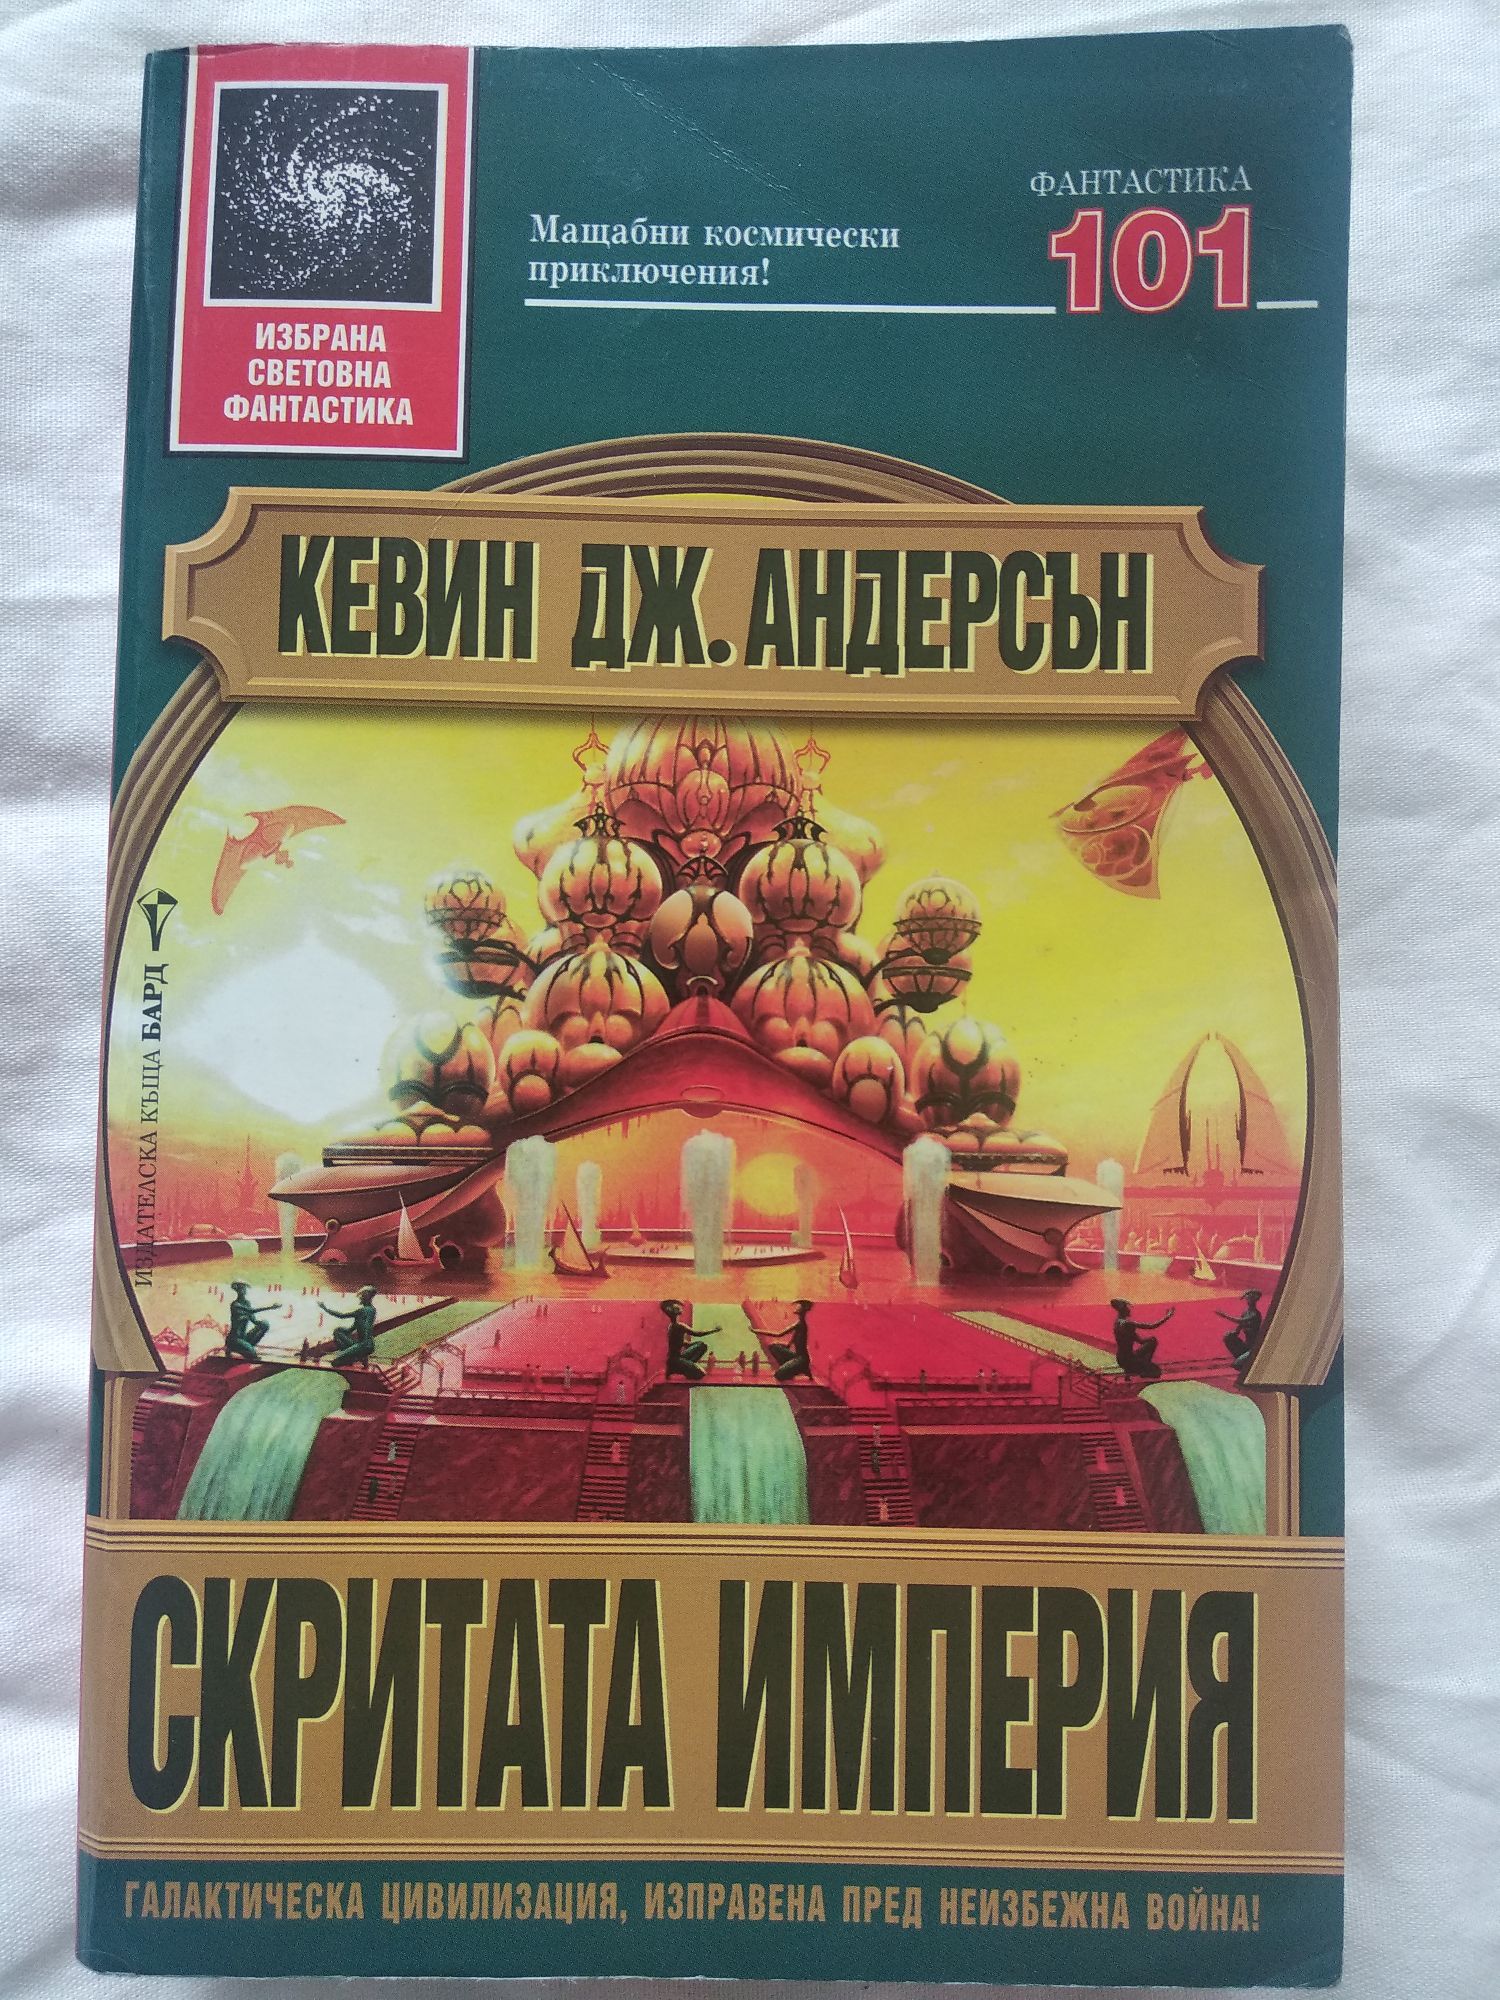 ИЗБРАНА
СВЕТОВНА
ФАНТАСТИКА
Мащабни космически
приключения!
ФАНТАСТИКА
101
КЕВИН ДЖ. АНДЕРСЪН
ИЗДАТЕЛСКА КЪЩА БАРД
СКРИТАТА ИМПЕРИЯ
ГАЛАКТИЧЕСКА ЦИВИЛИЗАЦИЯ, ИЗПРАВЕНА ПРЕД НЕИЗБЕЖНА ВОЙНА!